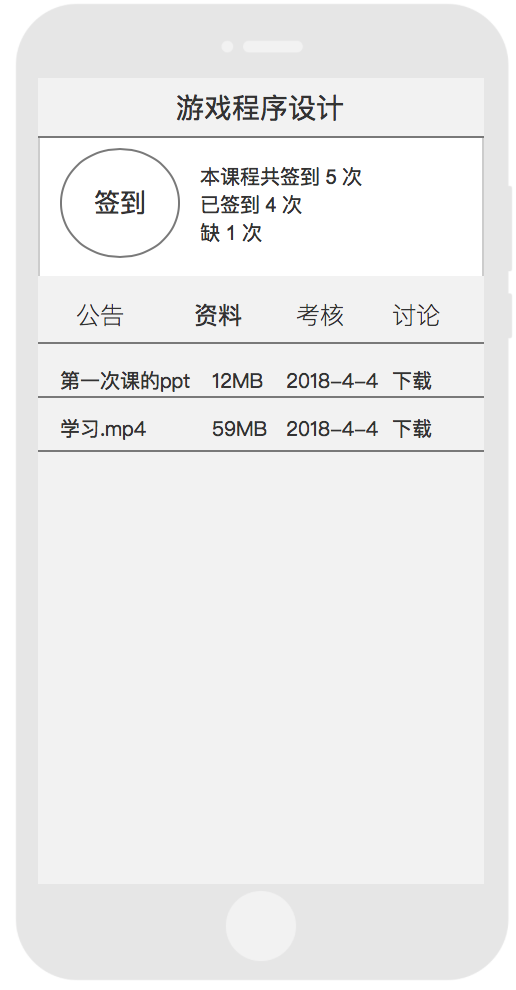 游戏程序设计
签到
本课程共签到 5 次
已签到 4 次
缺 1 次
公告 资料 考核 讨论
第一次课的ppt 12MB 2018-4-4 下载
学习.mp4 59MB 2018-4-4 下载